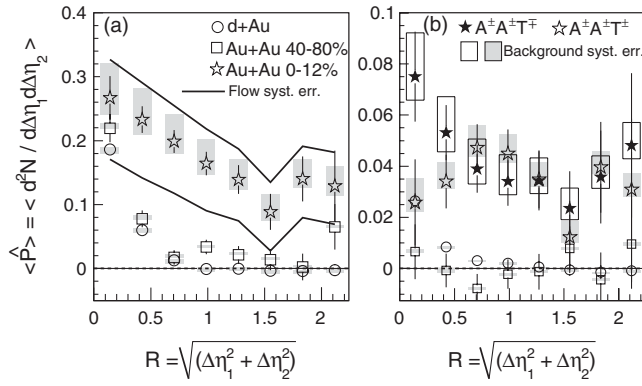 (a)
d+Au
Au+Au 40-80%
Au+Au 0-12%
Flow syst. err.
<P̂> = < d²N / dΔη₁dΔη₂ >
0.4
0.3
0.2
0.1
0
0 0.5 1 1.5 2
R = √(Δη₁² + Δη₂²)
(b)
A±A±T∓ A±A±T±
Background syst. err.
0.1
0.08
0.06
0.04
0.02
0
0 0.5 1 1.5 2
R = √(Δη₁² + Δη₂²)